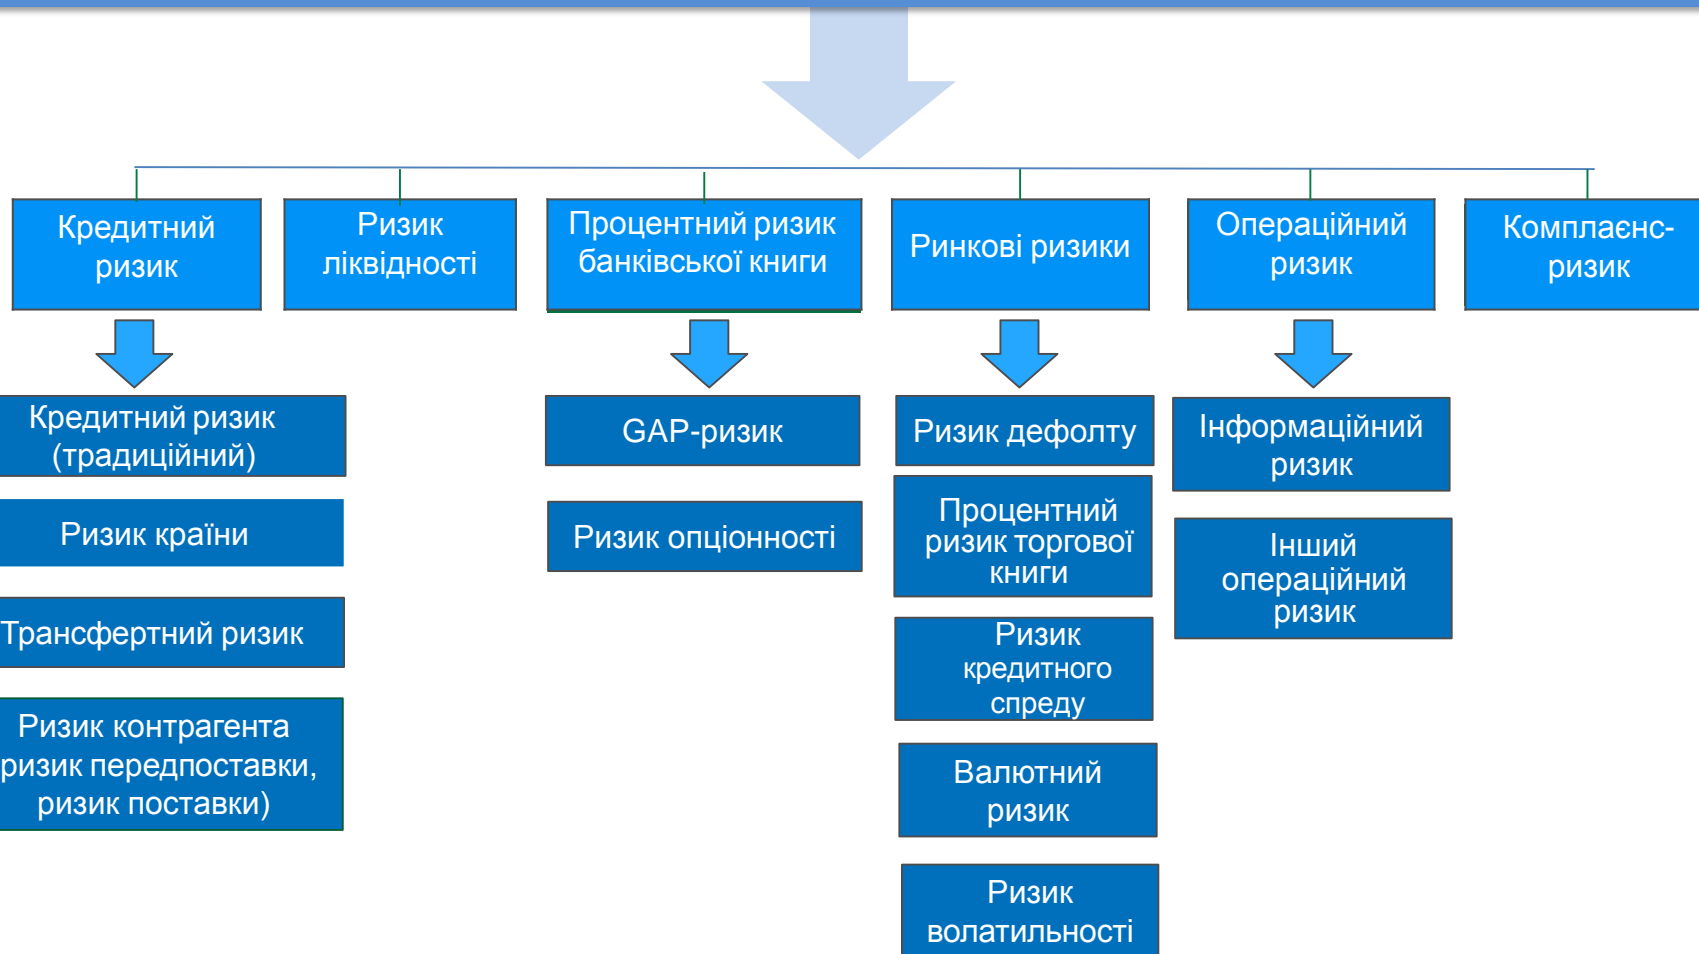 Кредитний
ризик
Ризик
ліквідності
Процентний ризик
банківської книги
Ринкові ризики
Операційний
ризик
Комплаєнс-
ризик
Кредитний ризик
(традиційний)
Ризик країни
Трансфертний ризик
Ризик контрагента
ризик передпоставки,
ризик поставки)
GAP-ризик
Ризик опціонності
Ризик дефолту
Процентний
ризик торгової
книги
Ризик
кредитного
спреду
Валютний
ризик
Ризик
волатильності
Інформаційний
ризик
Інший
операційний
ризик